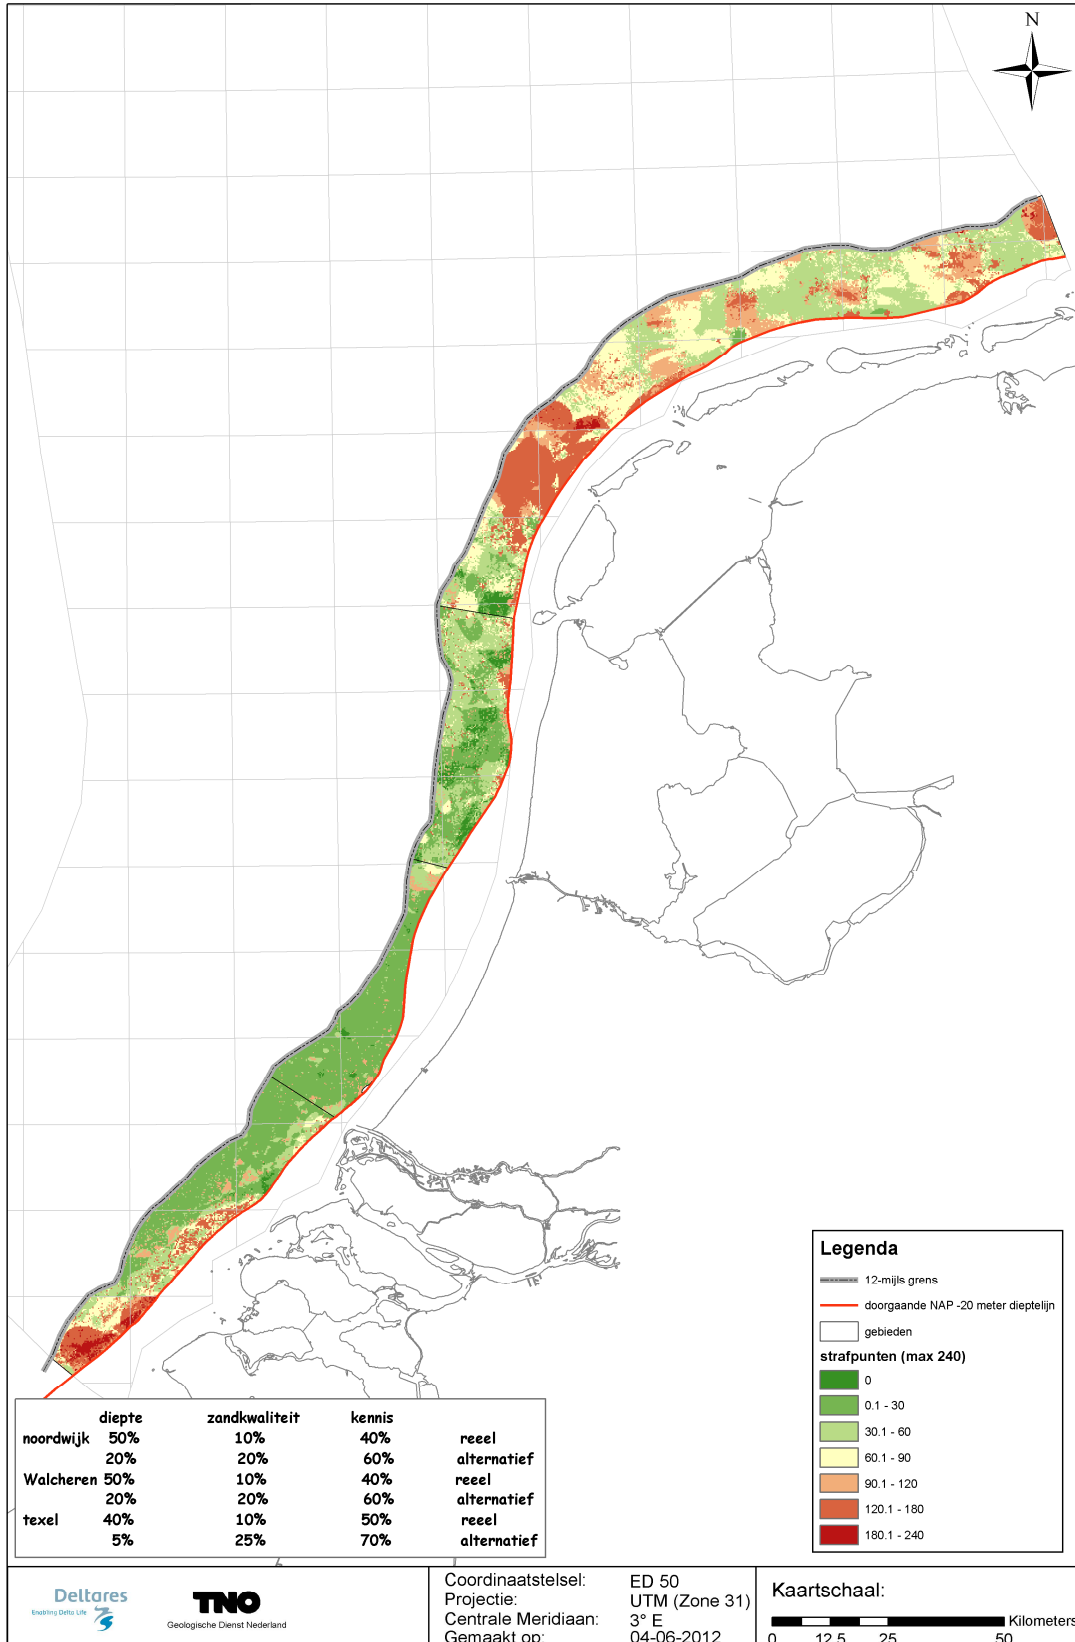 N
Legenda
12-mijls grens
doorgaande NAP -20 meter dieptelijn
gebieden
strafpunten (max 240)
0
0.1 - 30
30.1 - 60
60.1 - 90
90.1 - 120
120.1 - 180
180.1 - 240
diepte zandkwaliteit kennis
noordwijk 50% 10% 40% reeel
20% 20% 60% alternatief
Walcheren 50% 10% 40% reeel
20% 20% 60% alternatief
texel 40% 10% 50% reeel
5% 25% 70% alternatief
Deltares
Enabling Delta Life
TNO
Geologische Dienst Nederland
Coordinaatstelsel: ED 50
Projectie: UTM (Zone 31)
Centrale Meridiaan: 3° E
Gemaakt op: 04-06-2012
Kaartschaal:
Kilometers
0 12.5 25 50